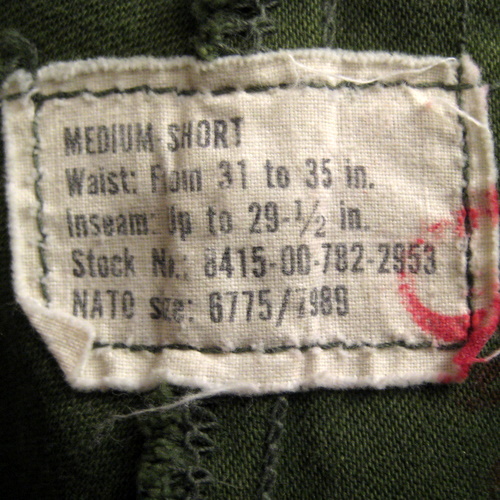 MEDIUM-SHORT
Waist: From 31 to 35 in.
Inseam: Up to 29-1/2 in.
Stock Nr.: 8415-00-782-2953
NATO size: 6775/7989